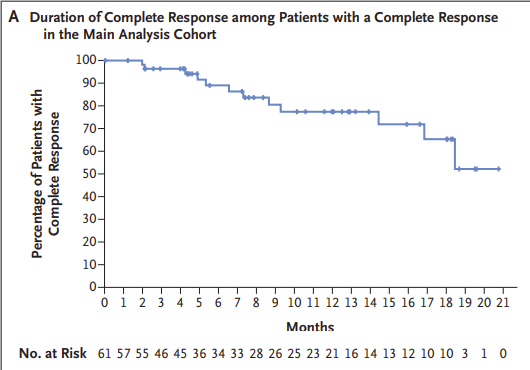 A Duration of Complete Response among Patients with a Complete Response
in the Main Analysis Cohort
Percentage of Patients with
Complete Response
100
90
80
70
60
50
40
30
20
10
0
0 1 2 3 4 5 6 7 8 9 10 11 12 13 14 15 16 17 18 19 20 21
Months
No. at Risk 61 57 55 46 45 36 34 33 28 26 25 23 21 16 14 13 12 10 10 3 1 0